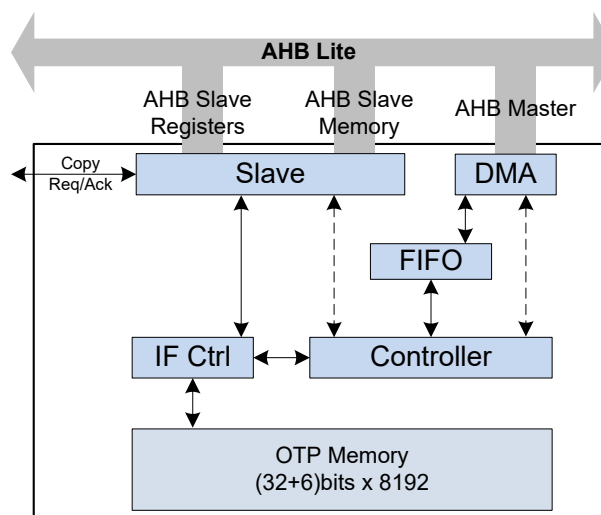 AHB Lite
AHB Slave
Registers
AHB Slave
Memory
AHB Master
Copy
Req/Ack
Slave
DMA
FIFO
IF Ctrl
Controller
OTP Memory
(32+6)bits x 8192